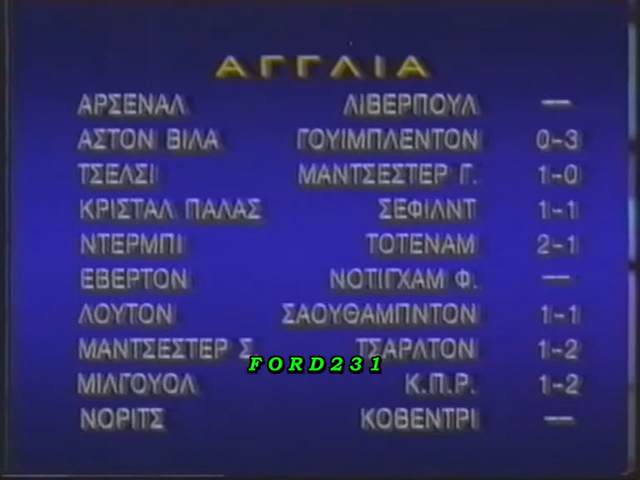 ΑΓΓΛΙΑ
ΑΡΣΕΝΑΛ ΛΙΒΕΡΠΟΥΛ —
ΑΣΤΟΝ ΒΙΛΑ ΓΟΥΙΜΠΛΕΝΤΟΝ 0-3
ΤΣΕΛΣΙ ΜΑΝΤΣΕΣΤΕΡ Γ. 1-0
ΚΡΙΣΤΑΛ ΠΑΛΑΣ ΣΕΦΙΛΝΤ 1-1
ΝΤΕΡΜΠΙ ΤΟΤΕΝΑΜ 2-1
ΕΒΕΡΤΟΝ ΝΟΤΙΓΧΑΜ Φ. —
ΛΟΥΤΟΝ ΣΑΟΥΘΑΜΠΝΤΟΝ 1-1
ΜΑΝΤΣΕΣΤΕΡ Σ. ΤΣΑΡΛΤΟΝ 1-2
FORD231
ΜΙΛΓΟΥΟΛ Κ.Π.Ρ. 1-2
ΝΟΡΙΤΣ ΚΟΒΕΝΤΡΙ —